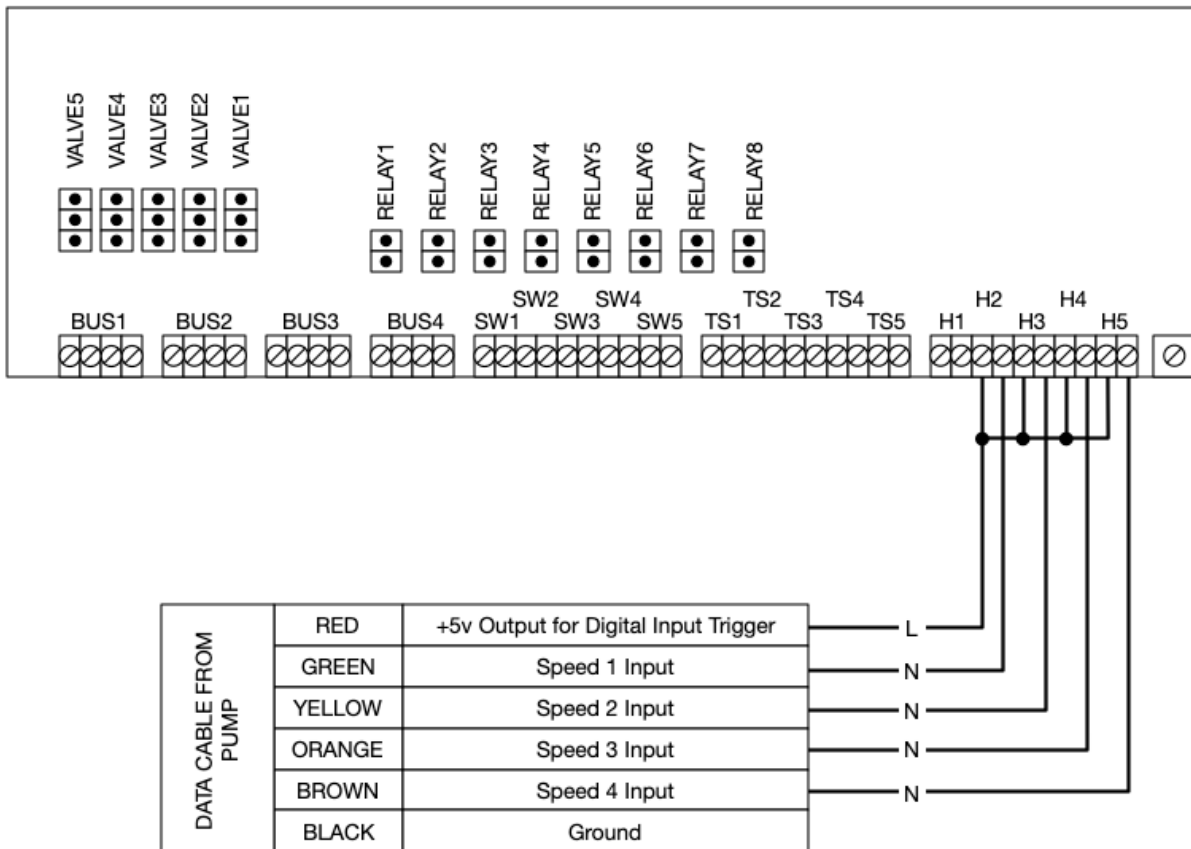 VALVE5
VALVE4
VALVE3
VALVE2
VALVE1
RELAY1
RELAY2
RELAY3
RELAY4
RELAY5
RELAY6
RELAY7
RELAY8
SW2 SW4 TS2 TS4 H2 H4
BUS1 BUS2 BUS3 BUS4 SW1 SW3 SW5 TS1 TS3 TS5 H1 H3 H5
DATA CABLE FROM
PUMP
RED +5v Output for Digital Input Trigger L
GREEN Speed 1 Input N
YELLOW Speed 2 Input N
ORANGE Speed 3 Input N
BROWN Speed 4 Input N
BLACK Ground